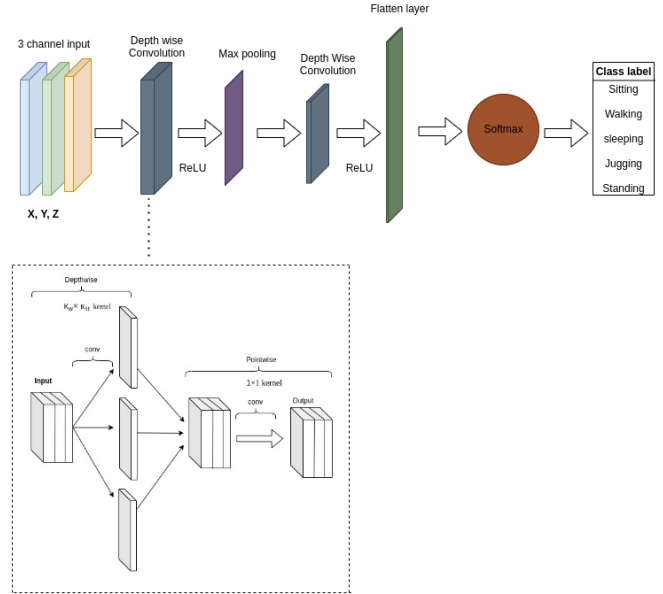 Flatten layer
3 channel input
Depth wise
Convolution
Max pooling
Depth Wise
Convolution
ReLU
ReLU
Softmax
Class label
Sitting
Walking
sleeping
Jugging
Standing
X, Y, Z
Depthwise
K_W × K_H kernel
conv
Input
Pointwise
1×1 kernel
conv
Output